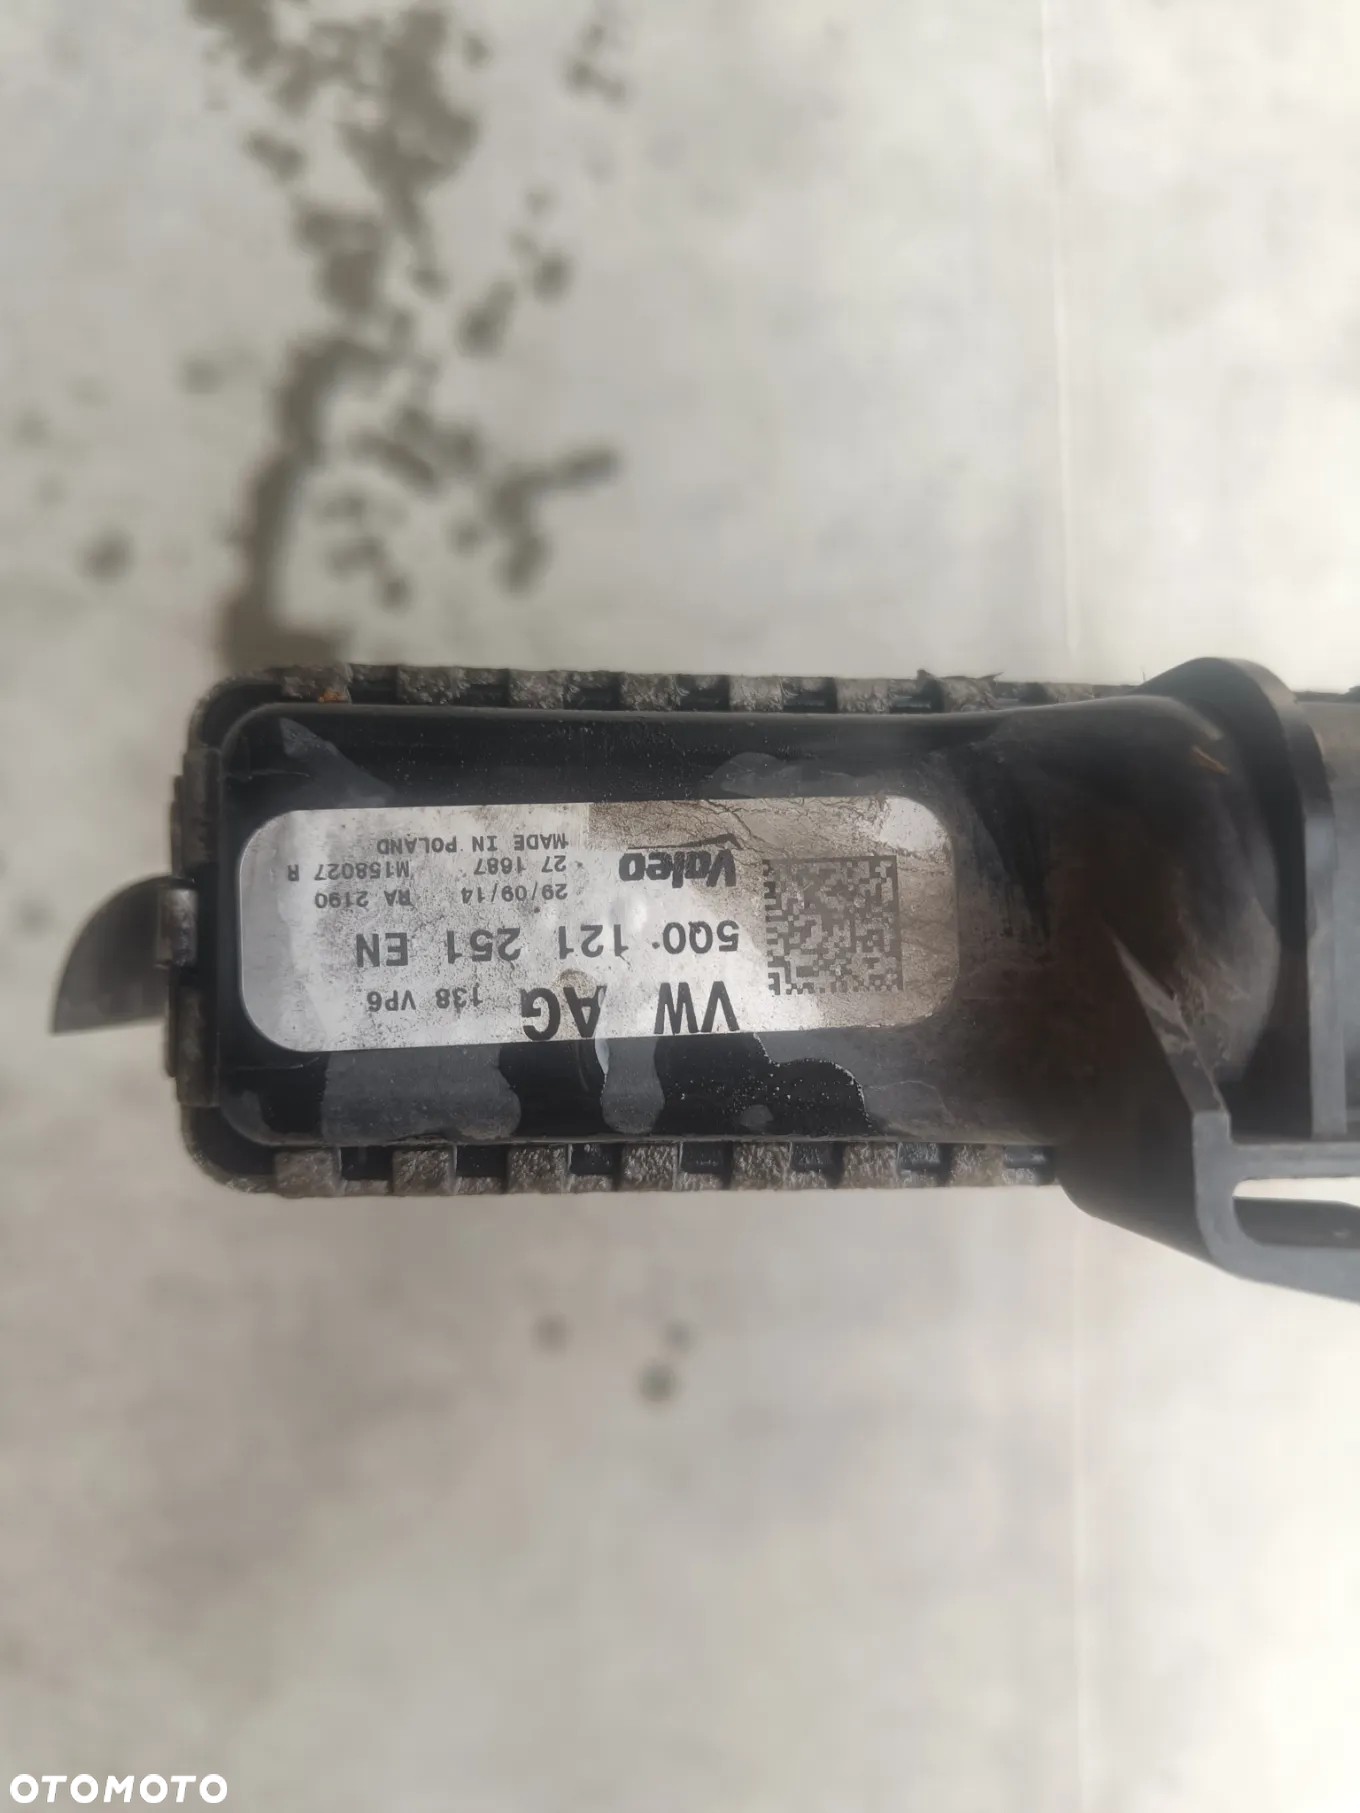 VW AG 138 VP6
5Q0 121 251 EN
Valeo 29/09/14 RA 2190
27 1687 M158027 R
MADE IN POLAND
OTOMOTO